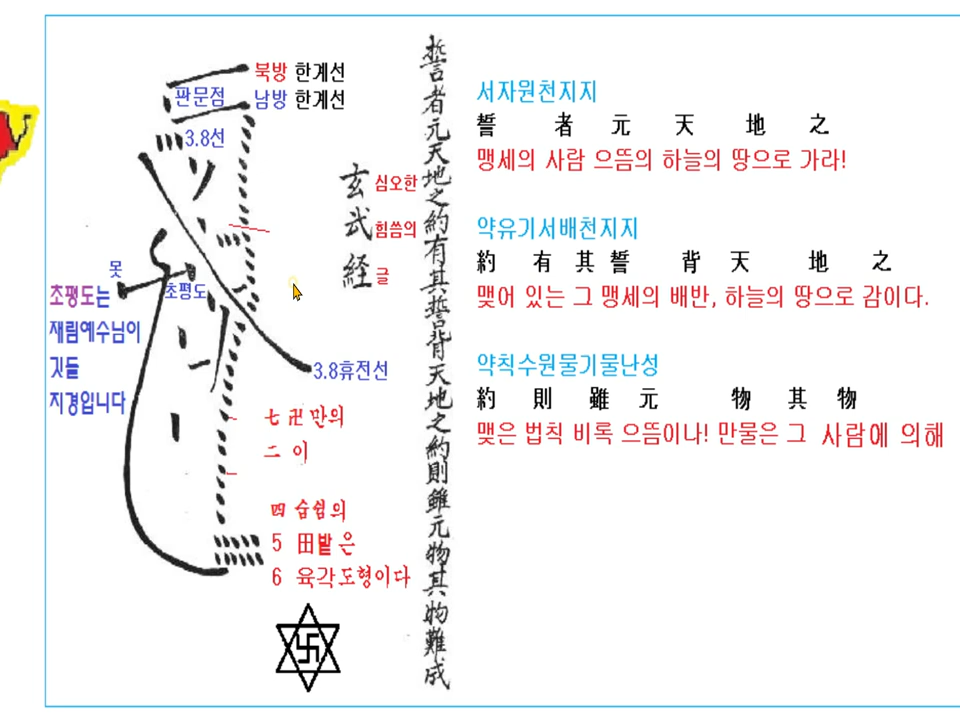 북방 한계선
판문점 남방 한계선
3.8선
못
초평도는
재림예수님이
깃들
지경입니다
초평도
3.8휴전선
七 卍 만의
二 이
四 숨쉼의
5 田밭은
6 육각도형이다
卍
玄 심오한
武 힘씀의
経 글
誓者元天地之約有其誓背天地之約則雖元物其物難成
서자원천지지
誓 者 元 天 地 之
맹세의 사람 으뜸의 하늘의 땅으로 가라!
약유기서배천지지
約 有 其 誓 背 天 地 之
맺어 있는 그 맹세의 배반, 하늘의 땅으로 감이다.
약칙수원물기물난성
約 則 雖 元 物 其 物
맺은 법칙 비록 으뜸이나! 만물은 그 사람에 의해